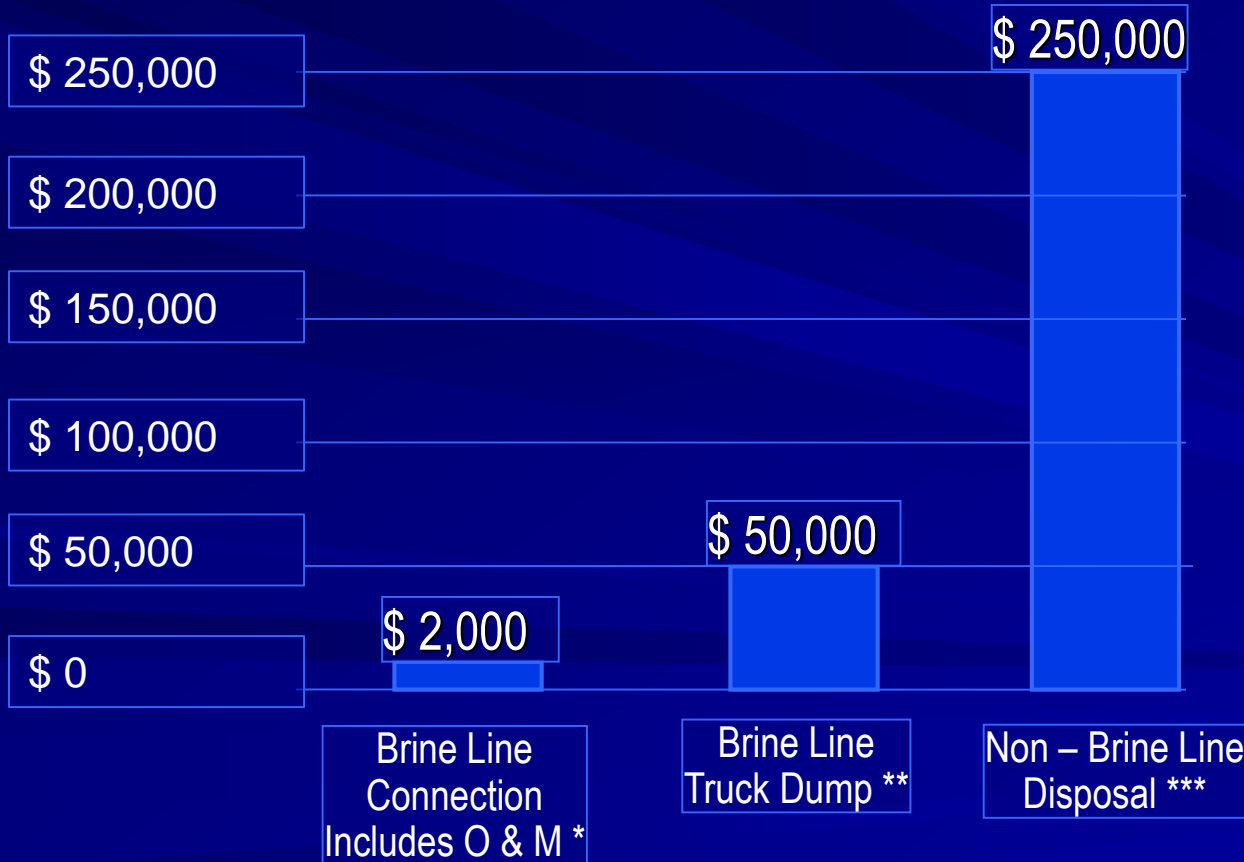 $ 250,000
$ 250,000
$ 200,000
$ 150,000
$ 100,000
$ 50,000
$ 50,000
$ 2,000
$ 0
Brine Line
Connection
Includes O & M *
Brine Line
Truck Dump **
Non – Brine Line
Disposal ***